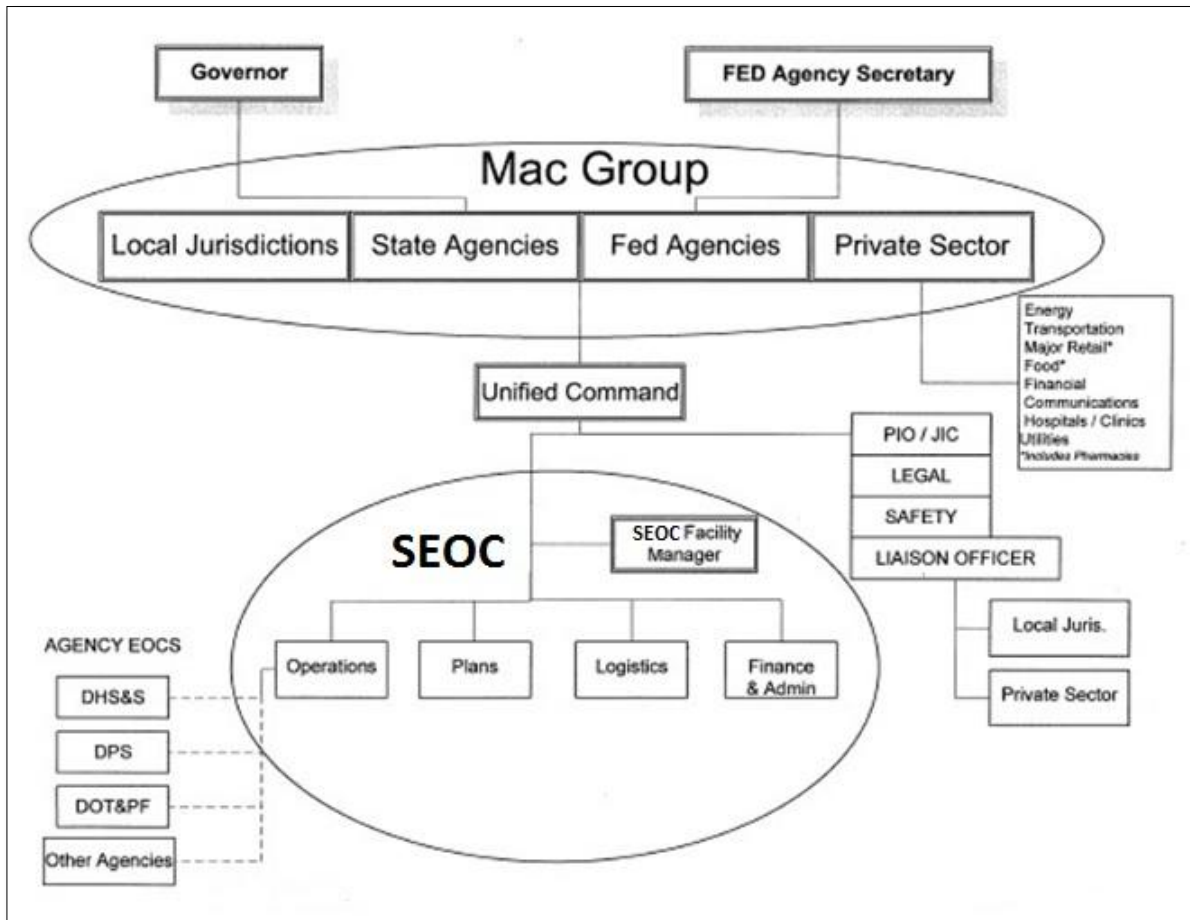 Governor
FED Agency Secretary
Mac Group
Local Jurisdictions
State Agencies
Fed Agencies
Private Sector
Energy
Transportation
Major Retail*
Food*
Financial
Communications
Hospitals / Clinics
Utilities
*Includes Pharmacies
Unified Command
PIO / JIC
LEGAL
SAFETY
LIAISON OFFICER
Local Juris.
Private Sector
SEOC
SEOC Facility
Manager
Operations
Plans
Logistics
Finance
& Admin
AGENCY EOCS
DHS&S
DPS
DOT&PF
Other Agencies